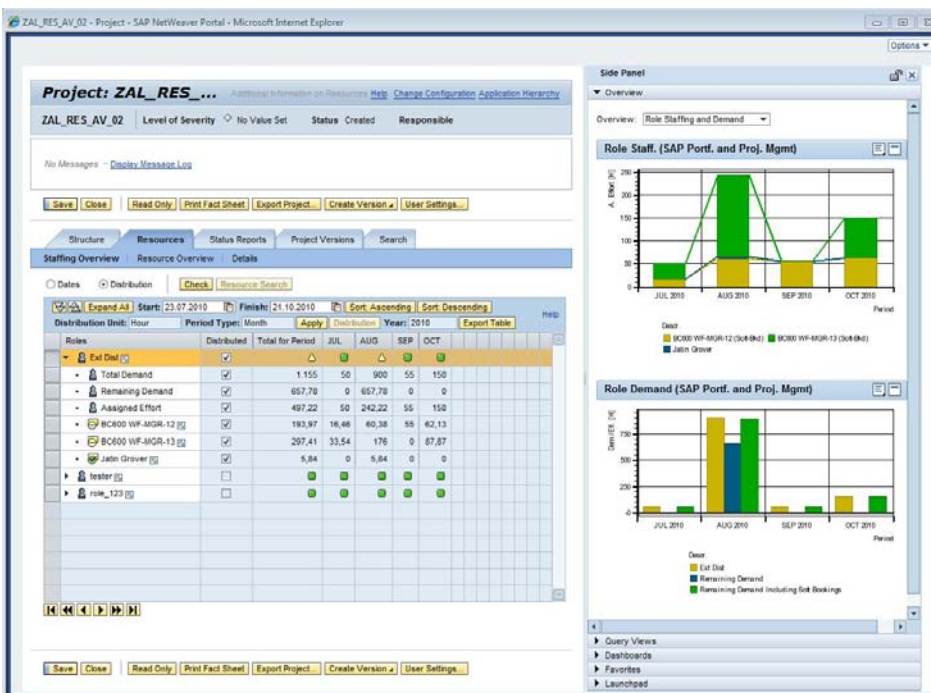 ZAL_RES_AV_02 - Project - SAP NetWeaver Portal - Microsoft Internet Explorer
Options
Project: ZAL_RES_... Additional Information on Resources Help Change Configuration Application Hierarchy
ZAL_RES_AV_02 Level of Severity No Value Set Status Created Responsible
No Messages - Display Message Log
Save Close Read Only Print Fact Sheet Export Project... Create Version User Settings...
Structure Resources Status Reports Project Versions Search
Staffing Overview Resource Overview Details
Dates Distribution Check Resource Search
Expand All Start: 23.07.2010 Finish: 21.10.2010 Sort: Ascending Sort: Descending Help
Distribution Unit: Hour Period Type: Month Apply Distribution Year: 2010 Export Table
Roles Distributed Total for Period JUL AUG SEP OCT
Ext Dist
Total Demand 1.155 50 900 55 150
Remaining Demand 657,78 0 657,78 0 0
Assigned Effort 497,22 50 242,22 55 150
BC600 WF-MGR-12 193,97 16,46 60,38 55 62,13
BC600 WF-MGR-13 297,41 33,54 176 0 87,87
Jatin Grover 5,84 0 5,84 0 0
tester
role_123
Save Close Read Only Print Fact Sheet Export Project... Create Version User Settings...
Side Panel
Overview
Overview: Role Staffing and Demand
Role Staff. (SAP Portf. and Proj. Mgmt)
A. Effort [H]
250
200
150
100
50
0
JUL 2010 AUG 2010 SEP 2010 OCT 2010
Period
Descr.
BC600 WF-MGR-12 (Soft-Bkd) BC600 WF-MGR-13 (Soft-Bkd)
Jatin Grover
Role Demand (SAP Portf. and Proj. Mgmt)
Dem/Eff. [H]
750
500
250
0
JUL 2010 AUG 2010 SEP 2010 OCT 2010
Period
Descr.
Ext Dist
Remaining Demand
Remaining Demand Including Soft Bookings
Query Views
Dashboards
Favorites
Launchpad